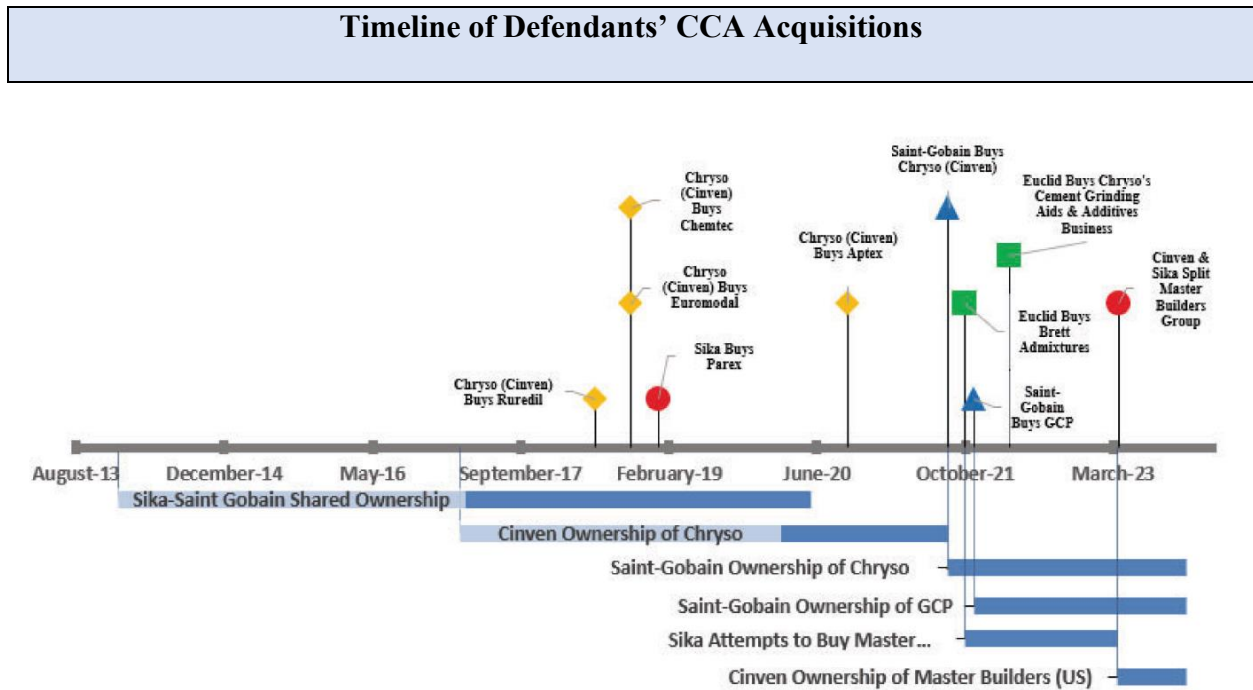 Timeline of Defendants’ CCA Acquisitions
Saint-Gobain Buys
Chryso (Cinven)
Euclid Buys Chryso's
Cement Grinding
Aids & Additives
Business
Chryso
(Cinven)
Buys
Chemtec
Chryso (Cinven)
Buys Aptex
Cinven &
Sika Split
Master
Builders
Group
Chryso
(Cinven) Buys
Euromodal
Euclid Buys
Brett
Admixtures
Sika Buys
Parex
Chryso (Cinven)
Buys Ruredil
Saint-
Gobain
Buys GCP
August-13
December-14
May-16
September-17
February-19
June-20
October-21
March-23
Sika-Saint Gobain Shared Ownership
Cinven Ownership of Chryso
Saint-Gobain Ownership of Chryso
Saint-Gobain Ownership of GCP
Sika Attempts to Buy Master...
Cinven Ownership of Master Builders (US)